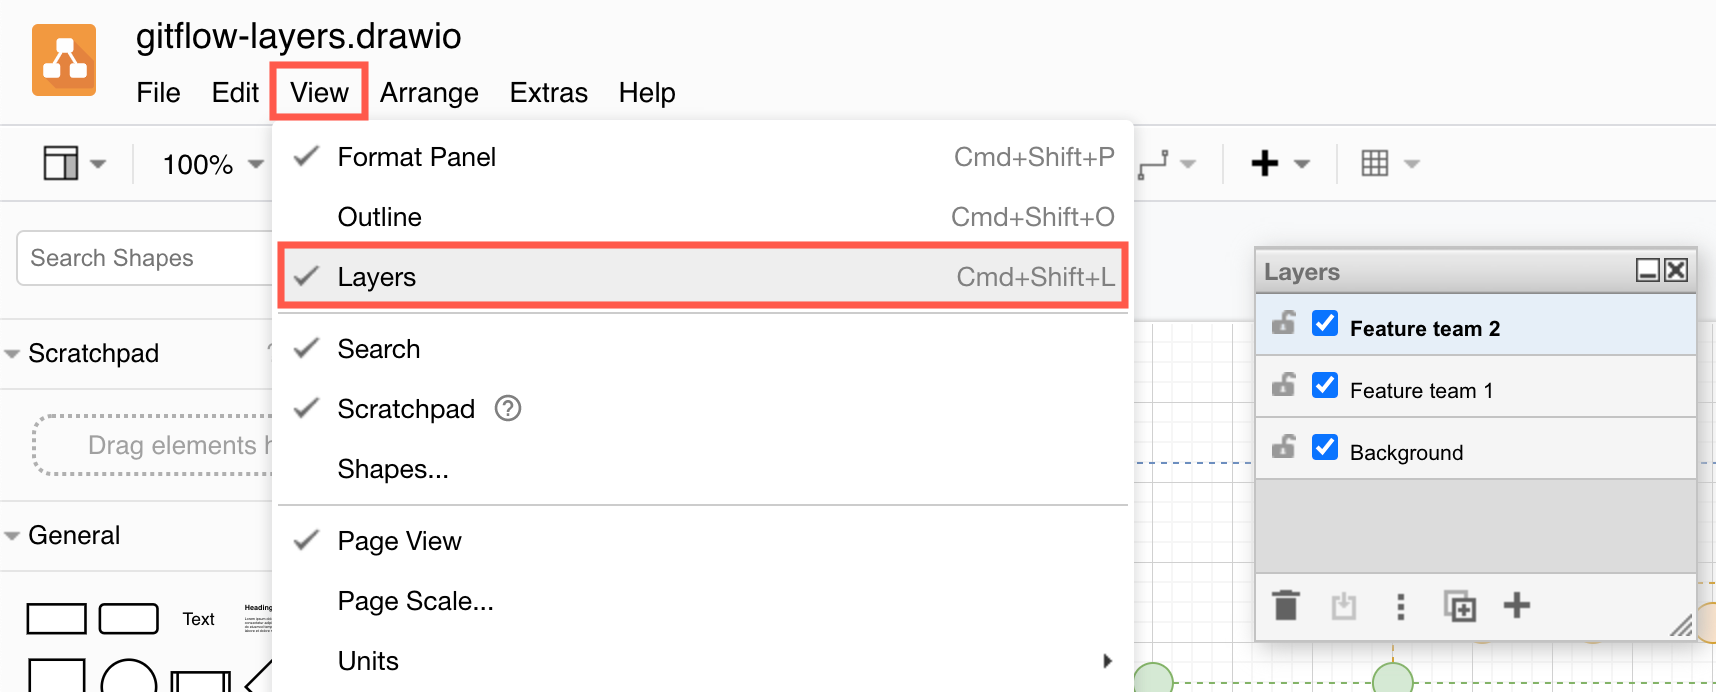 gitflow-layers.drawio
File Edit View Arrange Extras Help
100%
Format Panel Cmd+Shift+P
Outline Cmd+Shift+O
Layers Cmd+Shift+L
Search
Scratchpad
Shapes...
Page View
Page Scale...
Units
Search Shapes
Scratchpad
Drag elements
General
Text
Heading
Layers
Feature team 2
Feature team 1
Background